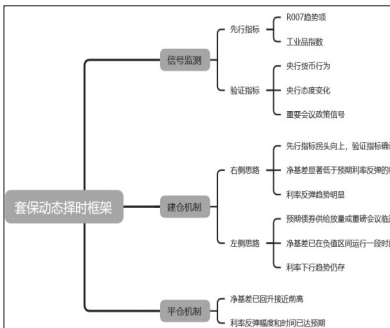 套保动态择时框架
信号监测
先行指标
R007趋势项
工业品指数
验证指标
央行货币行为
央行态度变化
重要会议政策信号
建仓机制
右侧思路
先行指标拐头向上，验证指标确
净基差显著低于预期利率反弹的
利率反弹趋势明显
左侧思路
预期债券供给放量或重磅会议临
净基差已在负值区间运行一段时
利率下行趋势仍存
平仓机制
净基差已回升接近前高
利率反弹幅度和时间已达预期